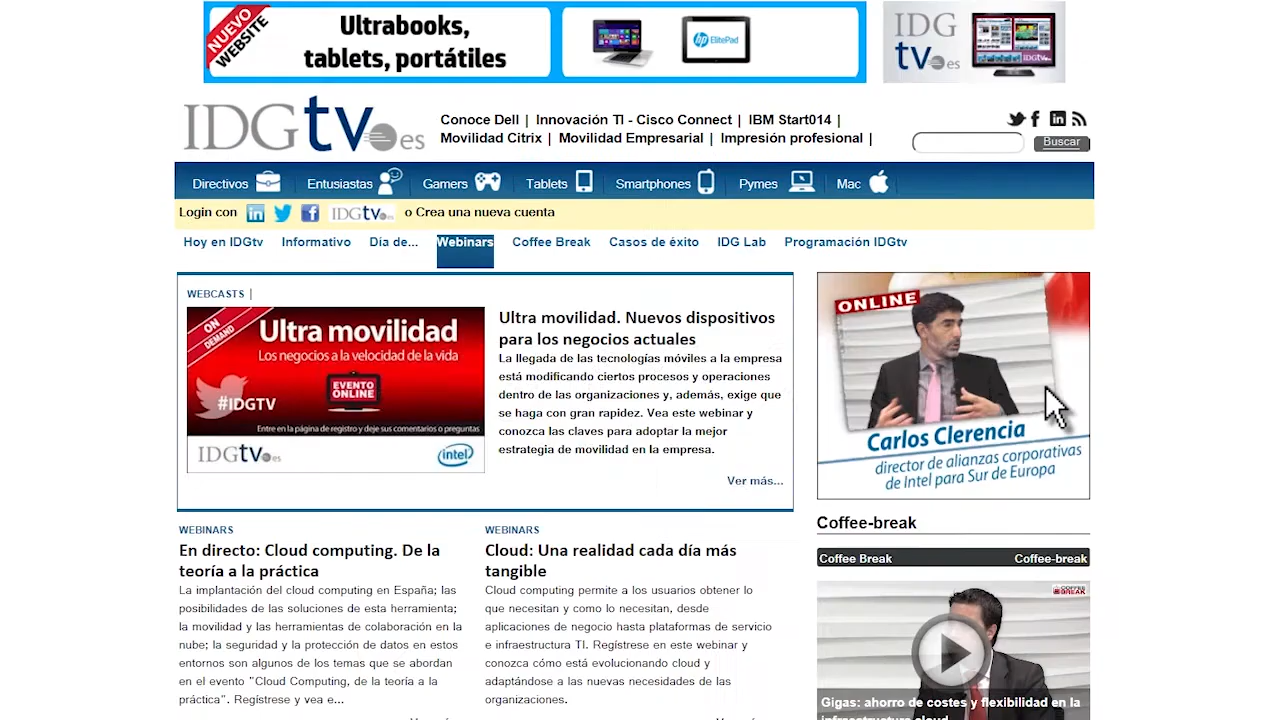 NUEVO
WEBSITE
Ultrabooks,
tablets, portátiles
hp ElitePad
IDG
tv es
IDGtv es
Conoce Dell | Innovación TI - Cisco Connect | IBM Start014 |
Movilidad Citrix | Movilidad Empresarial | Impresión profesional |
Buscar
Directivos Entusiastas Gamers Tablets Smartphones Pymes Mac
Login con IDGtv es o Crea una nueva cuenta
Hoy en IDGtv Informativo Día de... Webinars Coffee Break Casos de éxito IDG Lab Programación IDGtv
WEBCASTS |
ON
DEMAND
Ultra movilidad
Los negocios a la velocidad de la vida
EVENTO
ONLINE
#IDGTV
Entre en la página de registro y deje sus comentarios o preguntas
IDGtv es
intel
Ultra movilidad. Nuevos dispositivos
para los negocios actuales
La llegada de las tecnologías móviles a la empresa
está modificando ciertos procesos y operaciones
dentro de las organizaciones y, además, exige que
se haga con gran rapidez. Vea este webinar y
conozca las claves para adoptar la mejor
estrategia de movilidad en la empresa.
Ver más...
ONLINE
Carlos Clerencia
director de alianzas corporativas
de Intel para Sur de Europa
WEBINARS
En directo: Cloud computing. De la
teoría a la práctica
La implantación del cloud computing en España; las
posibilidades de las soluciones de esta herramienta;
la movilidad y las herramientas de colaboración en la
nube; la seguridad y la protección de datos en estos
entornos son algunos de los temas que se abordan
en el evento "Cloud Computing, de la teoría a la
práctica". Regístrese y vea e...
WEBINARS
Cloud: Una realidad cada día más
tangible
Cloud computing permite a los usuarios obtener lo
que necesitan y como lo necesitan, desde
aplicaciones de negocio hasta plataformas de servicio
e infraestructura TI. Regístrese en este webinar y
conozca cómo está evolucionando cloud y
adaptándose a las nuevas necesidades de las
organizaciones.
Coffee-break
Coffee Break Coffee-break
COFFEE
BREAK
Gigas: ahorro de costes y flexibilidad en la
infraestructura cloud